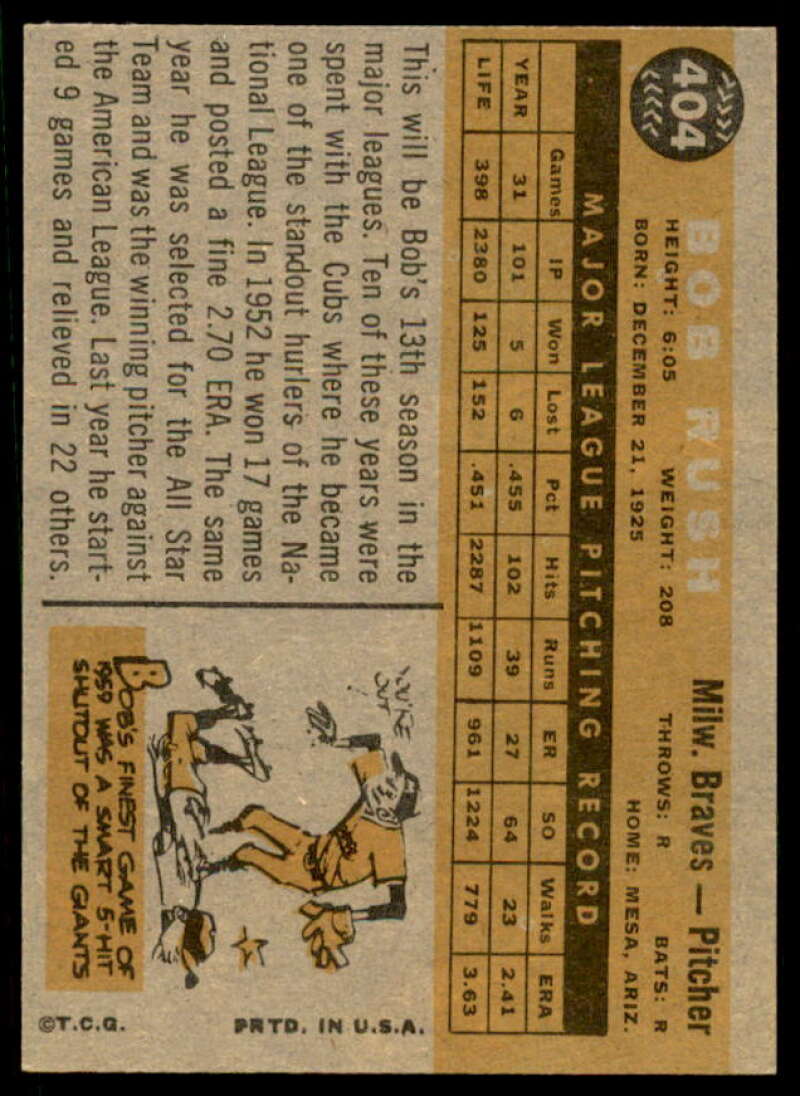 404
BOB RUSH
Milw. Braves — Pitcher
HEIGHT: 6:05 WEIGHT: 208 THROWS: R BATS: R
BORN: DECEMBER 21, 1925 HOME: MESA, ARIZ.
MAJOR LEAGUE PITCHING RECORD
Games IP Won Lost Pct Hits Runs ER SO Walks ERA
YEAR 31 101 5 6 .455 102 39 27 64 23 2.41
LIFE 398 2380 125 152 .451 2287 1109 961 1224 779 3.63
This will be Bob's 13th season in the
major leagues. Ten of these years were
spent with the Cubs where he became
one of the standout hurlers of the Na-
tional League. In 1952 he won 17 games
and posted a fine 2.70 ERA. The same
year he was selected for the All Star
Team and was the winning pitcher against
the American League. Last year he start-
ed 9 games and relieved in 22 others.
YOU'RE
OUT!
BOB'S FINEST GAME OF
1959 WAS A SMART 5-HIT
SHUTOUT OF THE GIANTS
©T.C.G. PRTD. IN U.S.A.